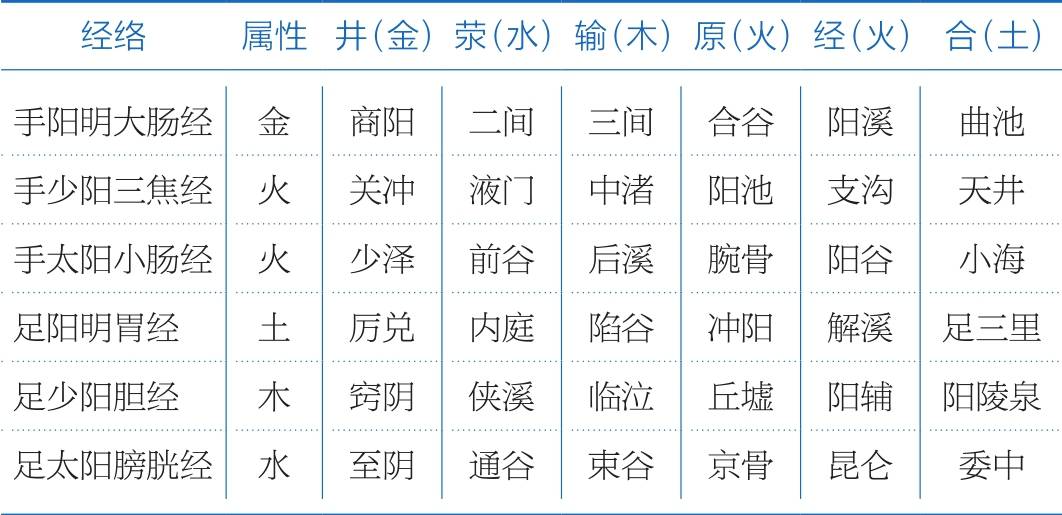 经络 属性 井(金) 荥(水) 输(木) 原(火) 经(火) 合(土)
手阳明大肠经 金 商阳 二间 三间 合谷 阳溪 曲池
手少阳三焦经 火 关冲 液门 中渚 阳池 支沟 天井
手太阳小肠经 火 少泽 前谷 后溪 腕骨 阳谷 小海
足阳明胃经 土 厉兑 内庭 陷谷 冲阳 解溪 足三里
足少阳胆经 木 窍阴 侠溪 临泣 丘墟 阳辅 阳陵泉
足太阳膀胱经 水 至阴 通谷 束谷 京骨 昆仑 委中